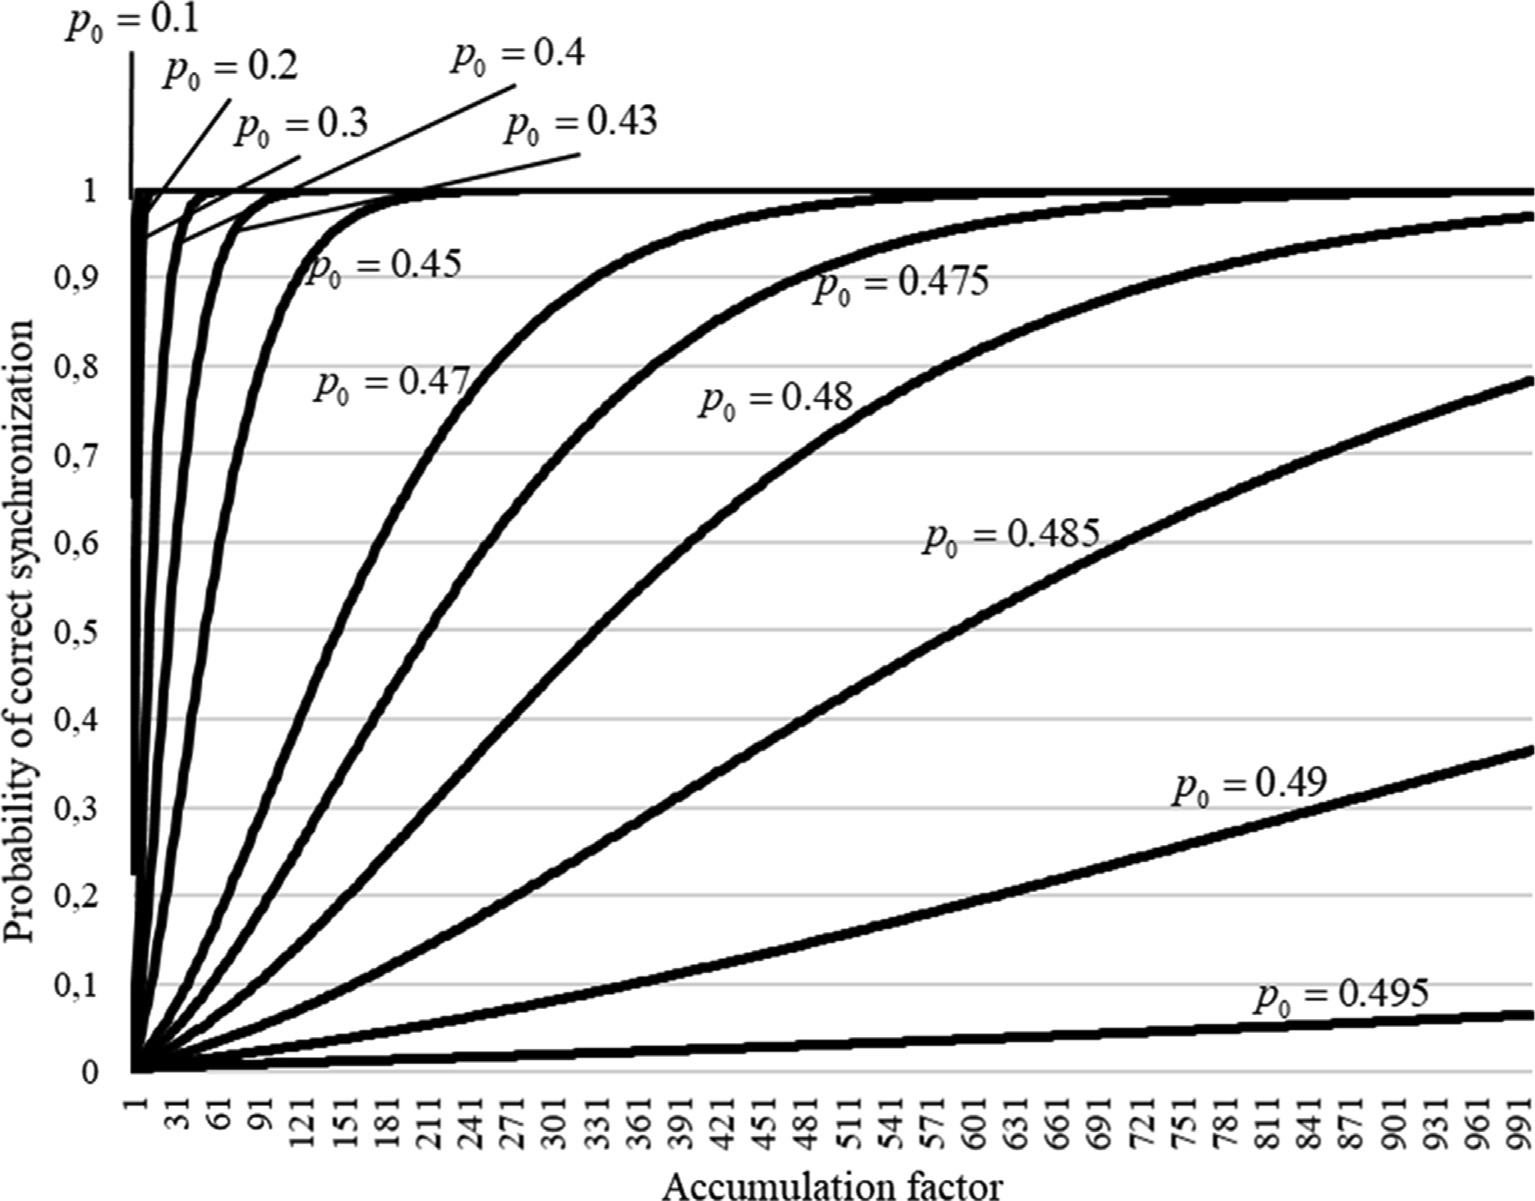 p₀ = 0.1
p₀ = 0.2
p₀ = 0.4
p₀ = 0.3
p₀ = 0.43
1
0,9
0,8
0,7
0,6
0,5
0,4
0,3
0,2
0,1
0
Probability of correct synchronization
p₀ = 0.45
p₀ = 0.475
p₀ = 0.47
p₀ = 0.48
p₀ = 0.485
p₀ = 0.49
p₀ = 0.495
1 31 61 91 121 151 181 211 241 271 301 331 361 391 421 451 481 511 541 571 601 631 661 691 721 751 781 811 841 871 901 931 961 991
Accumulation factor